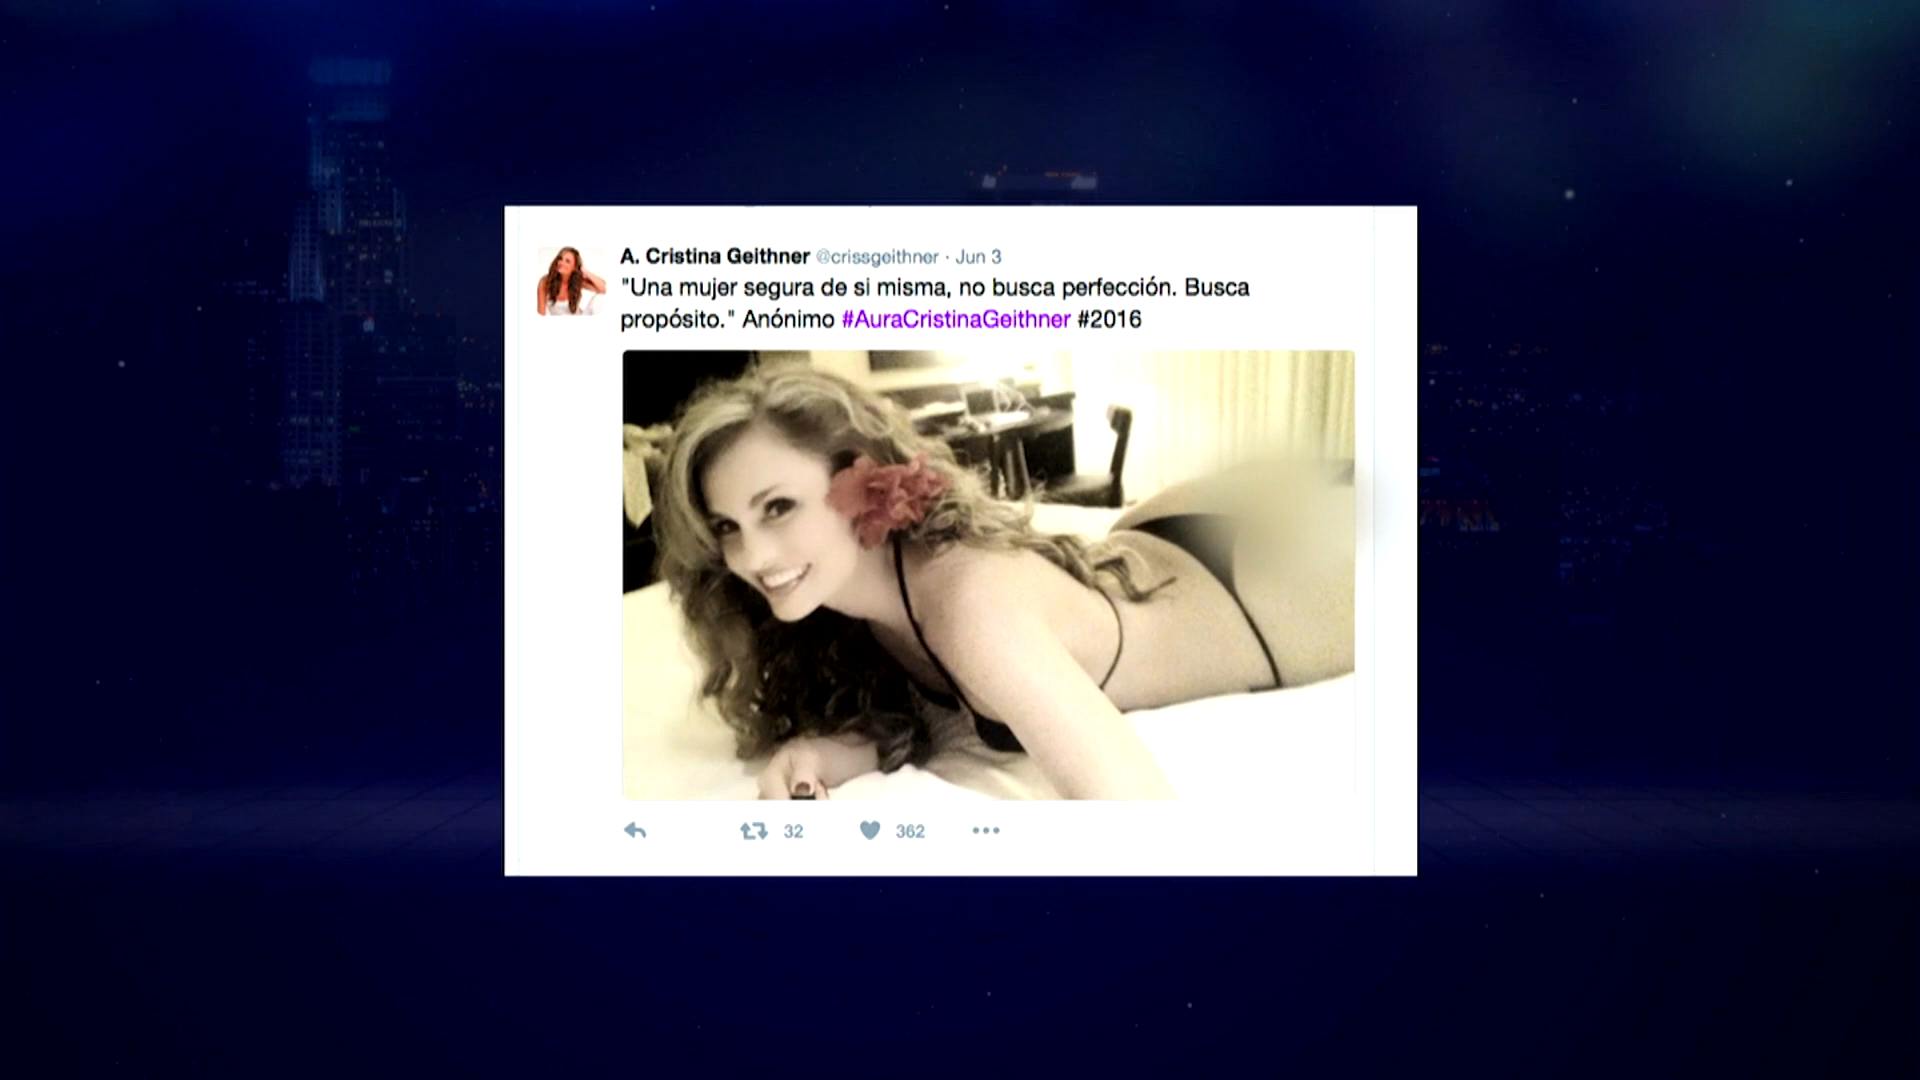 A. Cristina Geithner @crissgeithner · Jun 3
"Una mujer segura de si misma, no busca perfección. Busca
propósito." Anónimo #AuraCristinaGeithner #2016
32 362